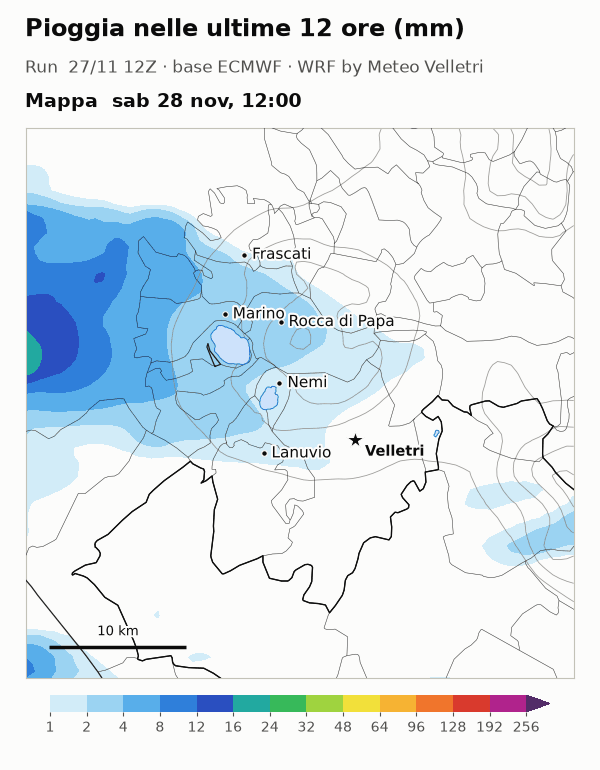 Pioggia nelle ultime 12 ore (mm)
Run  27/11 12Z · base ECMWF · WRF by Meteo Velletri
Mappa  sab 28 nov, 12:00
Frascati
Marino
Rocca di Papa
Nemi
Velletri
Lanuvio
10 km
1 2 4 8 12 16 24 32 48 64 96 128 192 256